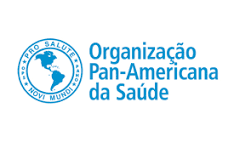 PRO SALUTE
NOVI MUNDI
Organização
Pan-Americana
da Saúde